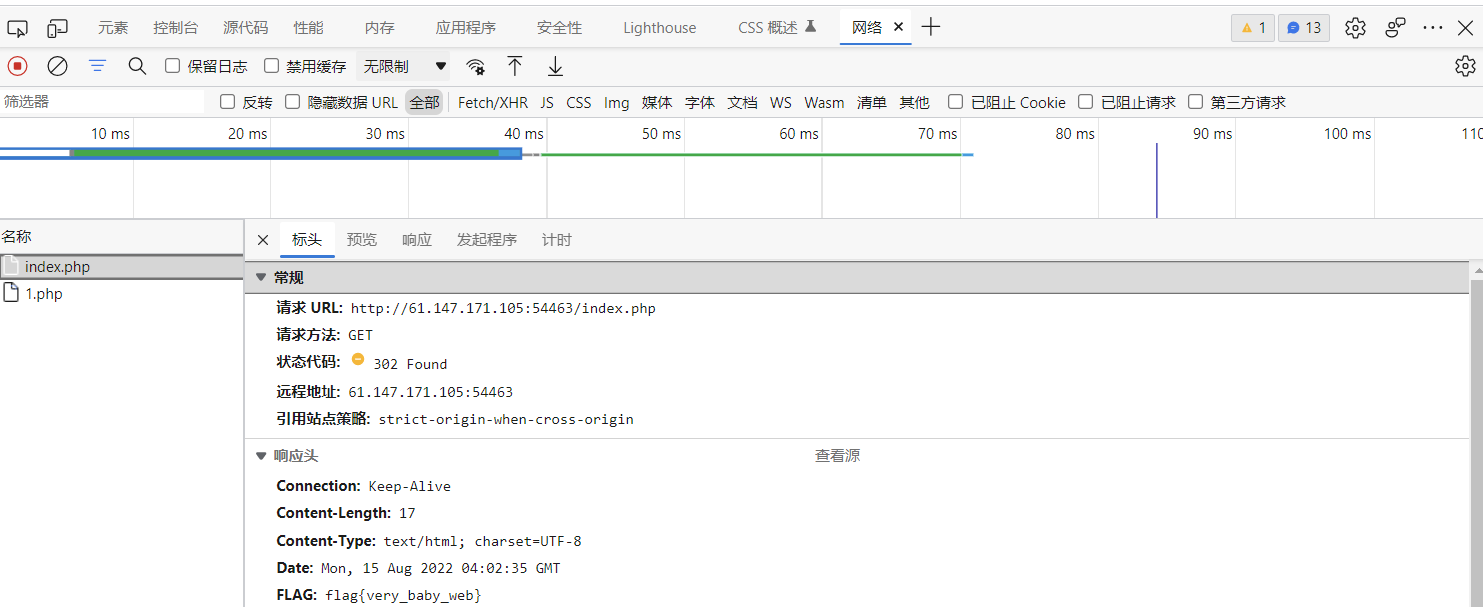 元素 控制台 源代码 性能 内存 应用程序 安全性 Lighthouse CSS 概述 网络 1 13
保留日志 禁用缓存 无限制
筛选器 反转 隐藏数据 URL 全部 Fetch/XHR JS CSS Img 媒体 字体 文档 WS Wasm 清单 其他 已阻止 Cookie 已阻止请求 第三方请求
10 ms 20 ms 30 ms 40 ms 50 ms 60 ms 70 ms 80 ms 90 ms 100 ms 110
名称 标头 预览 响应 发起程序 计时
index.php
1.php
常规
请求 URL: http://61.147.171.105:54463/index.php
请求方法: GET
状态代码: 302 Found
远程地址: 61.147.171.105:54463
引用站点策略: strict-origin-when-cross-origin
响应头 查看源
Connection: Keep-Alive
Content-Length: 17
Content-Type: text/html; charset=UTF-8
Date: Mon, 15 Aug 2022 04:02:35 GMT
FLAG: flag{very_baby_web}